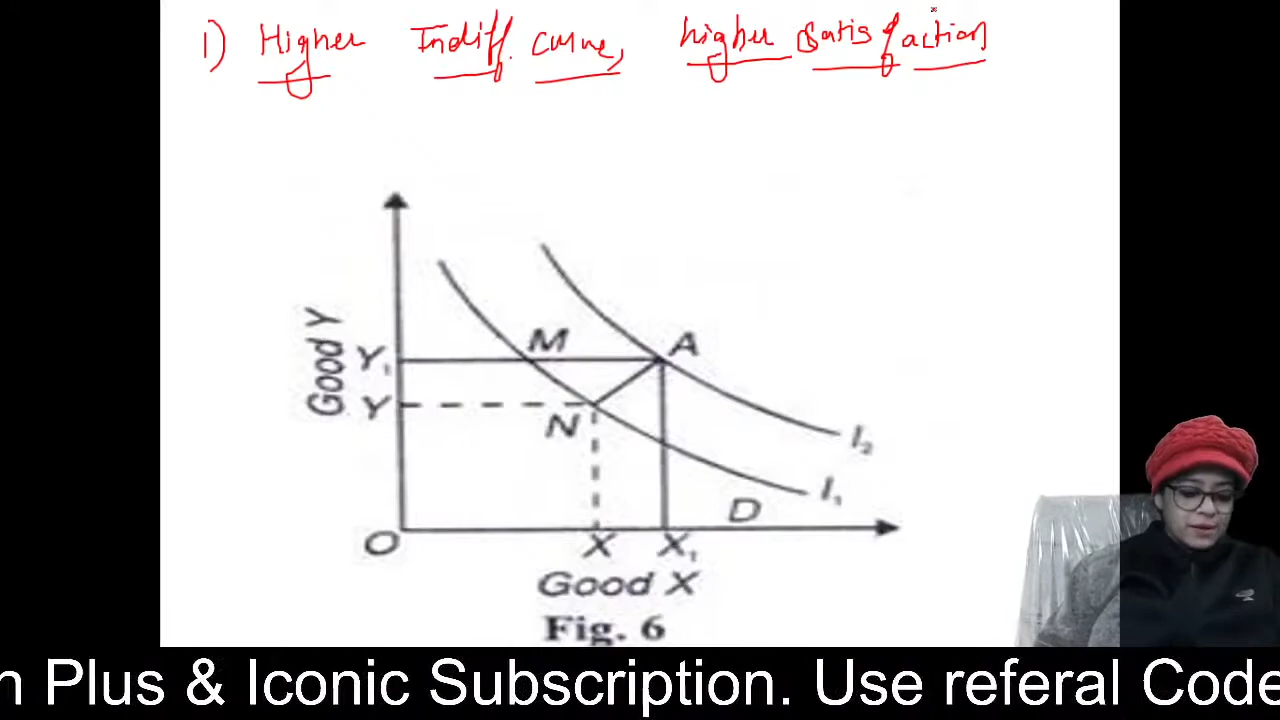 1) Higher Indiff. curve, higher satisfaction
Good Y
Y₁
Y
M
A
N
I₂
I₁
D
O
X
X₁
Good X
Fig. 6
n Plus & Iconic Subscription. Use referal Code